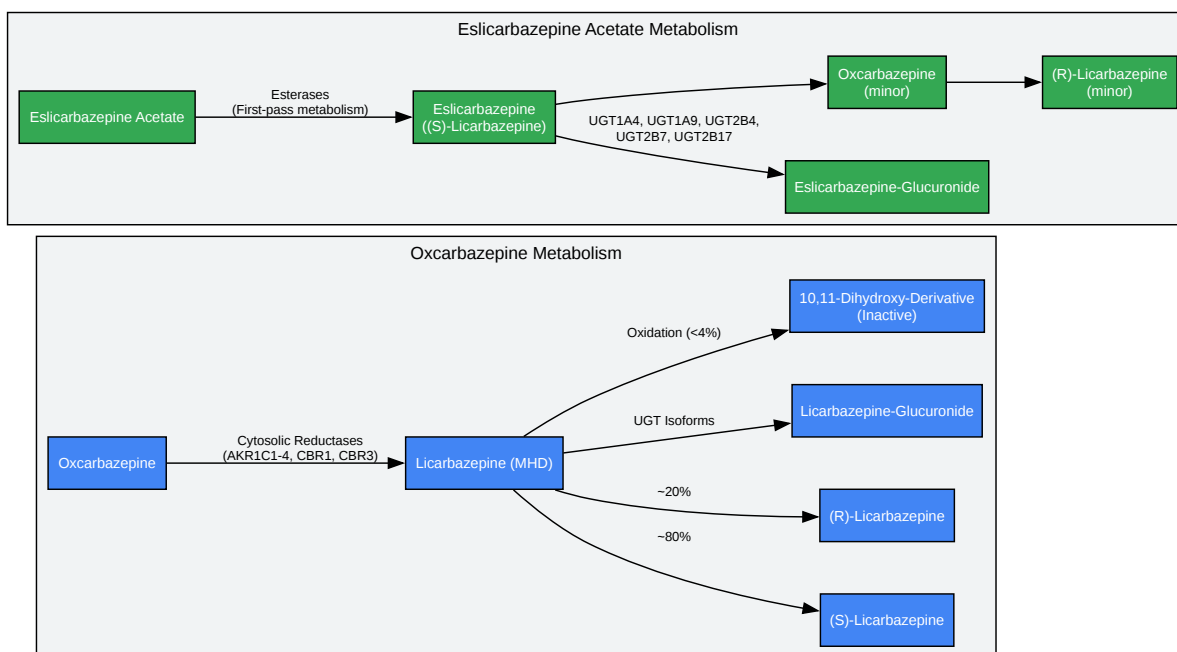 Eslicarbazepine Acetate Metabolism
Eslicarbazepine Acetate
Esterases
(First-pass metabolism)
Eslicarbazepine
((S)-Licarbazepine)
Oxcarbazepine
(minor)
(R)-Licarbazepine
(minor)
UGT1A4, UGT1A9, UGT2B4,
UGT2B7, UGT2B17
Eslicarbazepine-Glucuronide
Oxcarbazepine Metabolism
Oxcarbazepine
Cytosolic Reductases
(AKR1C1-4, CBR1, CBR3)
Licarbazepine (MHD)
Oxidation (<4%)
10,11-Dihydroxy-Derivative
(Inactive)
UGT Isoforms
Licarbazepine-Glucuronide
~20%
(R)-Licarbazepine
~80%
(S)-Licarbazepine